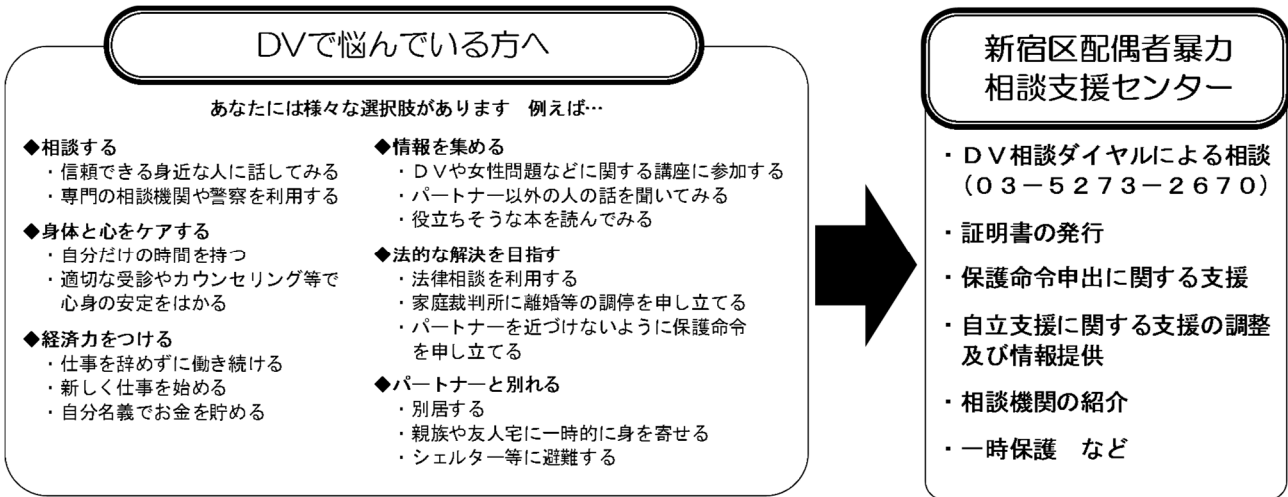 DVで悩んでいる方へ
あなたには様々な選択肢があります　例えば…
◆相談する
・信頼できる身近な人に話してみる
・専門の相談機関や警察を利用する
◆身体と心をケアする
・自分だけの時間を持つ
・適切な受診やカウンセリング等で
心身の安定をはかる
◆経済力をつける
・仕事を辞めずに働き続ける
・新しく仕事を始める
・自分名義でお金を貯める
◆情報を集める
・ＤＶや女性問題などに関する講座に参加する
・パートナー以外の人の話を聞いてみる
・役立ちそうな本を読んでみる
◆法的な解決を目指す
・法律相談を利用する
・家庭裁判所に離婚等の調停を申し立てる
・パートナーを近づけないように保護命令
を申し立てる
◆パートナーと別れる
・別居する
・親族や友人宅に一時的に身を寄せる
・シェルター等に避難する
新宿区配偶者暴力
相談支援センター
・ＤＶ相談ダイヤルによる相談
（０３－５２７３－２６７０）
・証明書の発行
・保護命令申出に関する支援
・自立支援に関する支援の調整
及び情報提供
・相談機関の紹介
・一時保護　など